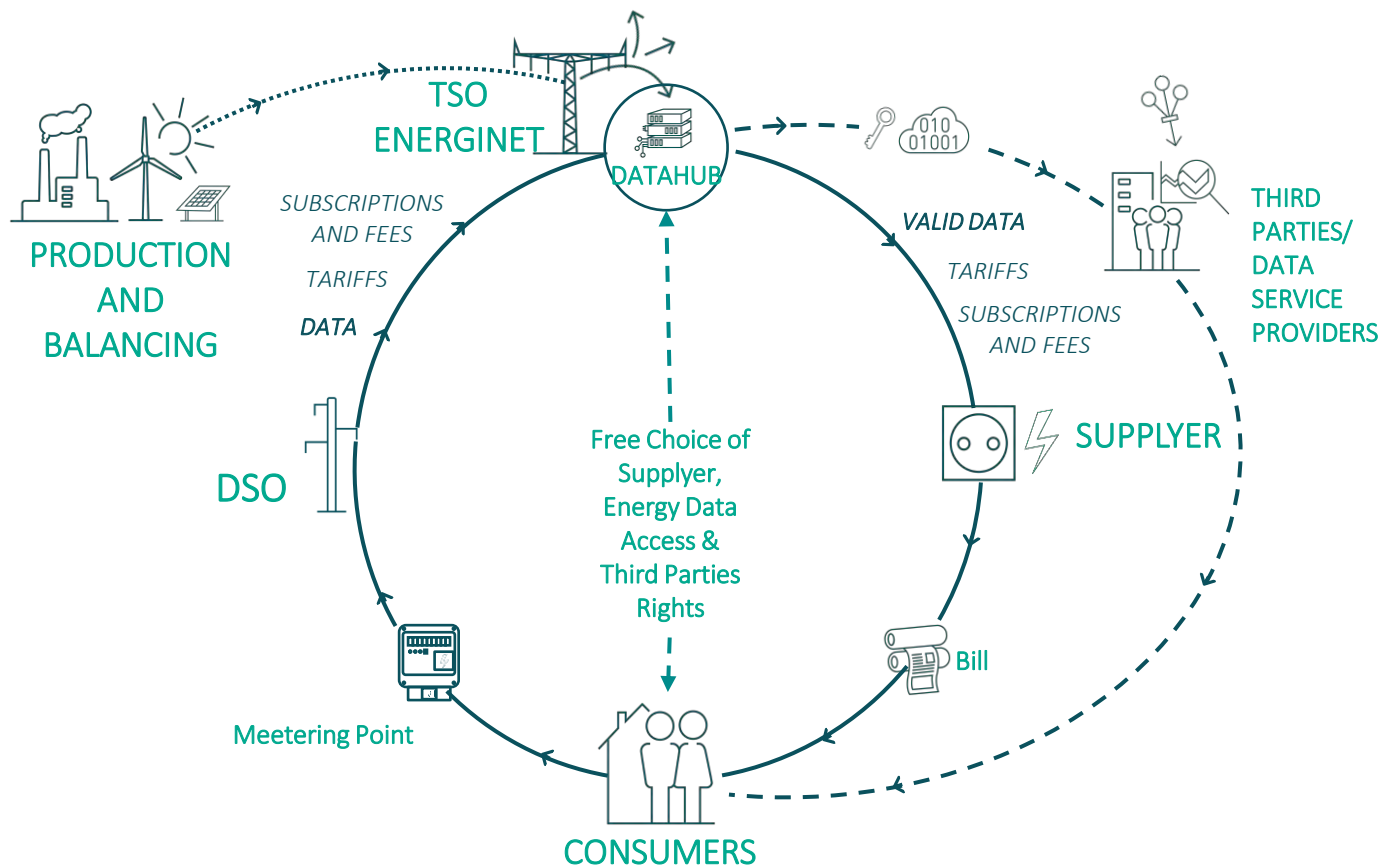 TSO
ENERGINET
DATAHUB
010
01001
PRODUCTION
AND
BALANCING
SUBSCRIPTIONS
AND FEES
TARIFFS
DATA
VALID DATA
TARIFFS
SUBSCRIPTIONS
AND FEES
THIRD
PARTIES/
DATA
SERVICE
PROVIDERS
DSO
Free Choice of
Supplyer,
Energy Data
Access &
Third Parties
Rights
SUPPLYER
Bill
Meetering Point
CONSUMERS